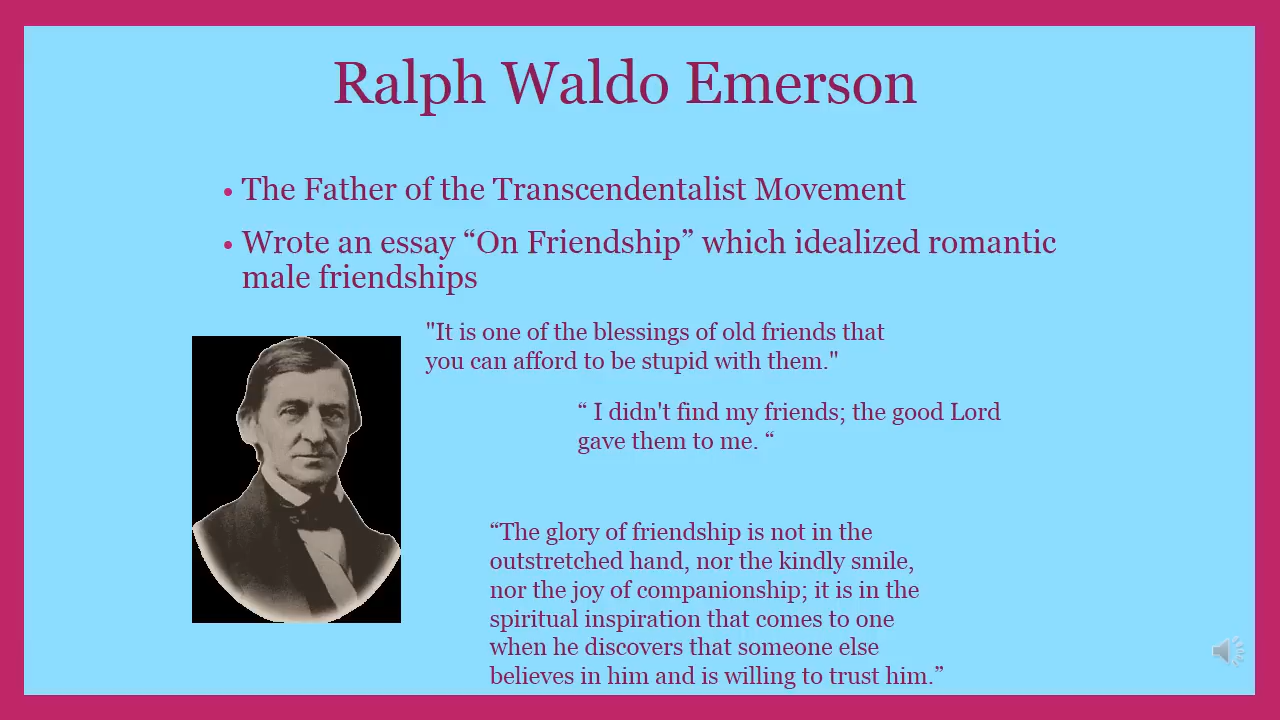 Ralph Waldo Emerson
• The Father of the Transcendentalist Movement
• Wrote an essay “On Friendship” which idealized romantic
male friendships
"It is one of the blessings of old friends that
you can afford to be stupid with them."
“ I didn't find my friends; the good Lord
gave them to me. “
“The glory of friendship is not in the
outstretched hand, nor the kindly smile,
nor the joy of companionship; it is in the
spiritual inspiration that comes to one
when he discovers that someone else
believes in him and is willing to trust him.”